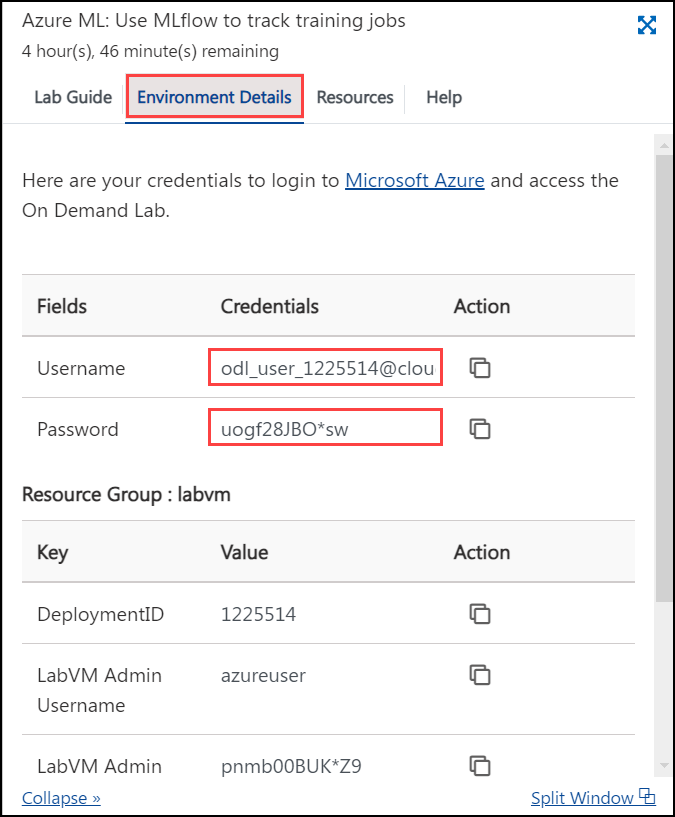 Azure ML: Use MLflow to track training jobs
4 hour(s), 46 minute(s) remaining
Lab Guide Environment Details Resources Help
Here are your credentials to login to Microsoft Azure and access the
On Demand Lab.
Fields Credentials Action
Username odl_user_1225514@clou
Password uogf28JBO*sw
Resource Group : labvm
Key Value Action
DeploymentID 1225514
LabVM Admin azureuser
Username
LabVM Admin pnmb00BUK*Z9
Collapse » Split Window